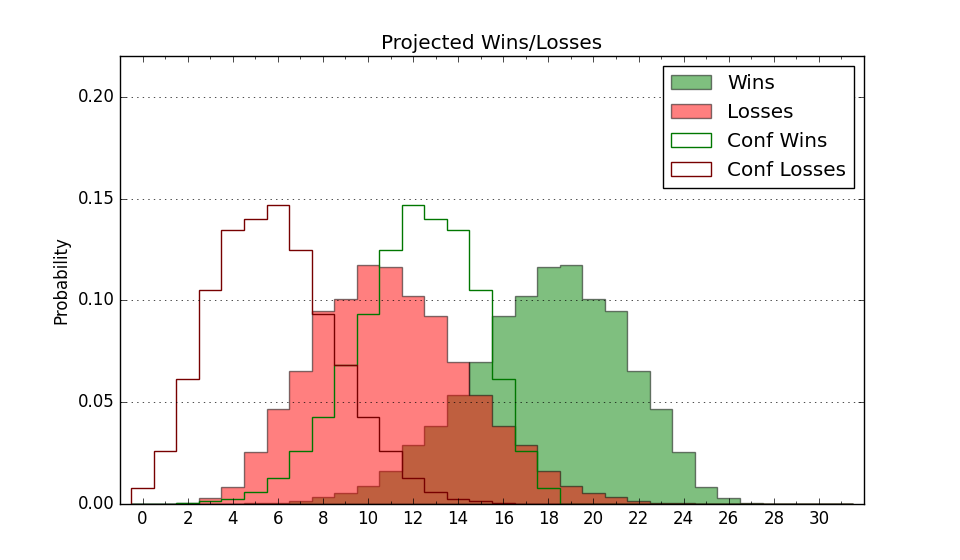 Projected Wins/Losses
Wins
Losses
Conf Wins
Conf Losses
Probability
0.20
0.15
0.10
0.05
0.00
0 2 4 6 8 10 12 14 16 18 20 22 24 26 28 30